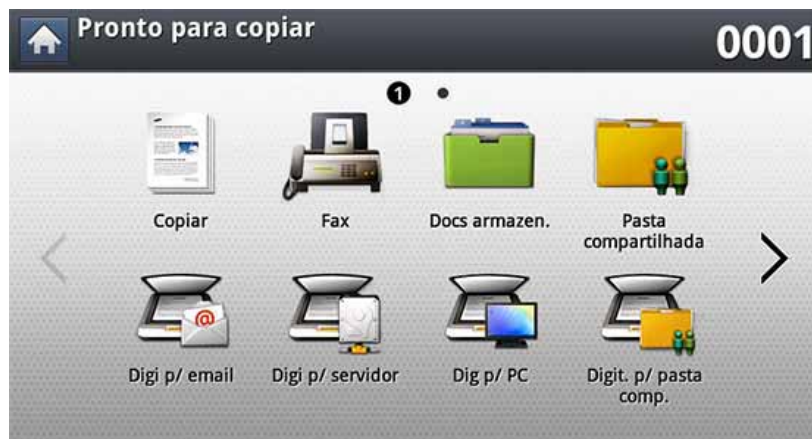 Pronto para copiar
0001
1
Copiar
Fax
Docs armazen.
Pasta
compartilhada
Digi p/ email
Digi p/ servidor
Dig p/ PC
Digit. p/ pasta
comp.